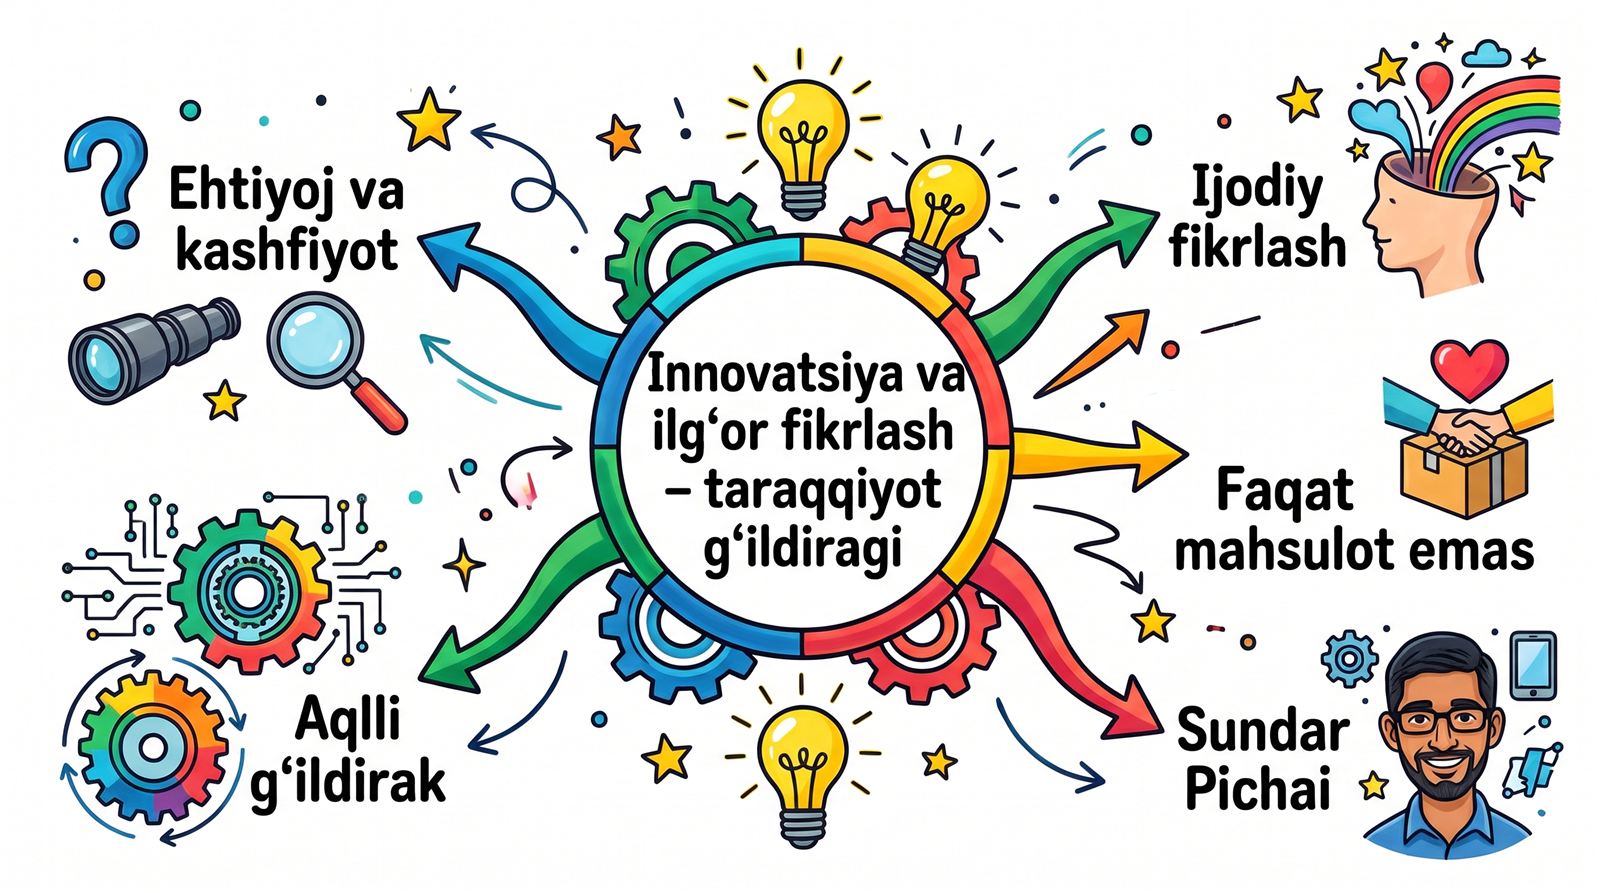 Innovatsiya va
ilg‘or fikrlash
– taraqqiyot
g‘ildiragi
Ehtiyoj va
kashfiyot
Ijodiy
fikrlash
Faqat
mahsulot emas
Aqlli
g‘ildirak
Sundar
Pichai